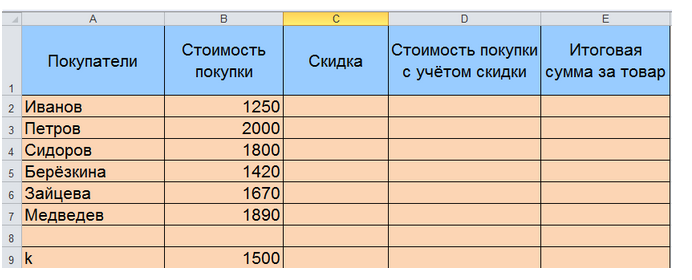 A B C D E
1 Покупатели Стоимость покупки Скидка Стоимость покупки с учётом скидки Итоговая сумма за товар
2 Иванов 1250
3 Петров 2000
4 Сидоров 1800
5 Берёзкина 1420
6 Зайцева 1670
7 Медведев 1890
8
9 k 1500